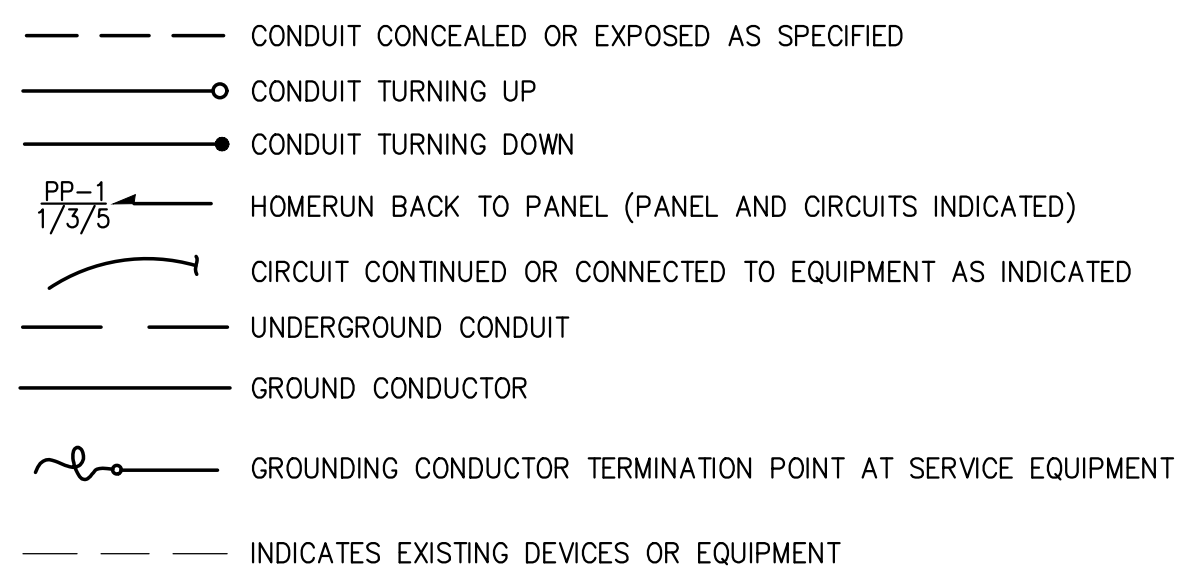 CONDUIT CONCEALED OR EXPOSED AS SPECIFIED
CONDUIT TURNING UP
CONDUIT TURNING DOWN
PP-1
1/3/5
HOMERUN BACK TO PANEL (PANEL AND CIRCUITS INDICATED)
CIRCUIT CONTINUED OR CONNECTED TO EQUIPMENT AS INDICATED
UNDERGROUND CONDUIT
GROUND CONDUCTOR
GROUNDING CONDUCTOR TERMINATION POINT AT SERVICE EQUIPMENT
INDICATES EXISTING DEVICES OR EQUIPMENT